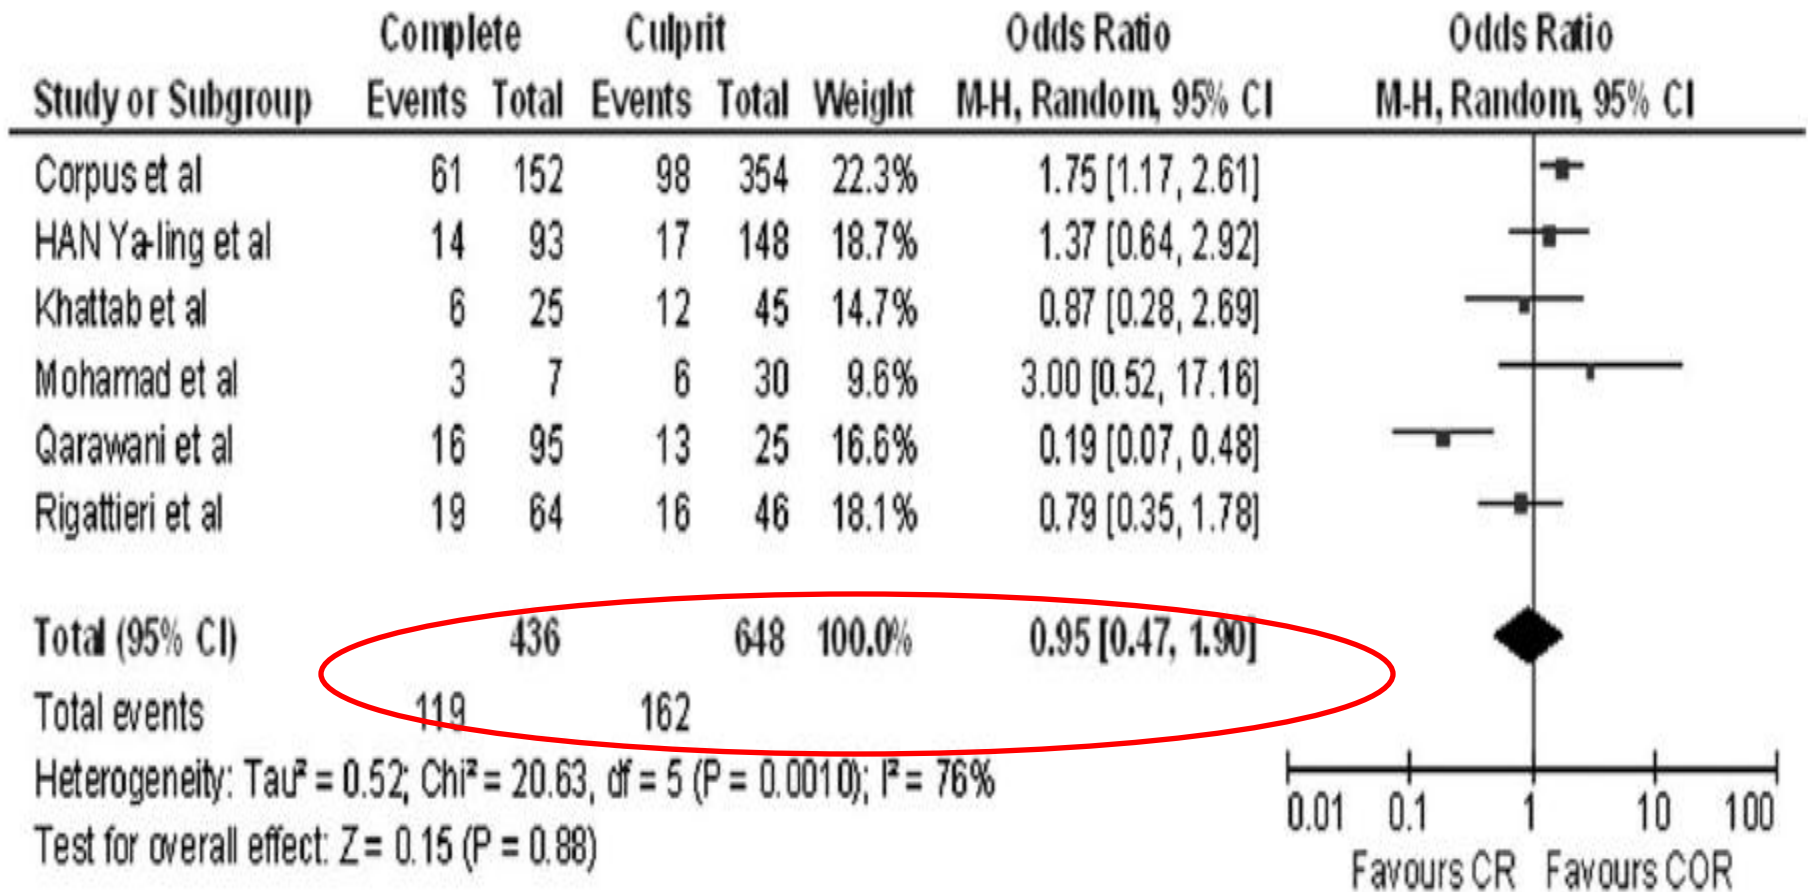 Complete Culprit Odds Ratio Odds Ratio
Study or Subgroup Events Total Events Total Weight M-H, Random, 95% CI M-H, Random, 95% CI
Corpus et al 61 152 98 354 22.3% 1.75 [1.17, 2.61]
HAN Ya-ling et al 14 93 17 148 18.7% 1.37 [0.64, 2.92]
Khattab et al 6 25 12 45 14.7% 0.87 [0.28, 2.69]
Mohamad et al 3 7 6 30 9.6% 3.00 [0.52, 17.16]
Qarawani et al 16 95 13 25 16.6% 0.19 [0.07, 0.48]
Rigattieri et al 19 64 16 46 18.1% 0.79 [0.35, 1.78]
Total (95% CI) 436 648 100.0% 0.95 [0.47, 1.90]
Total events 119 162
Heterogeneity: Tau² = 0.52; Chi² = 20.63, df = 5 (P = 0.0010); I² = 76%
Test for overall effect: Z = 0.15 (P = 0.88)
0.01 0.1 1 10 100
Favours CR Favours COR